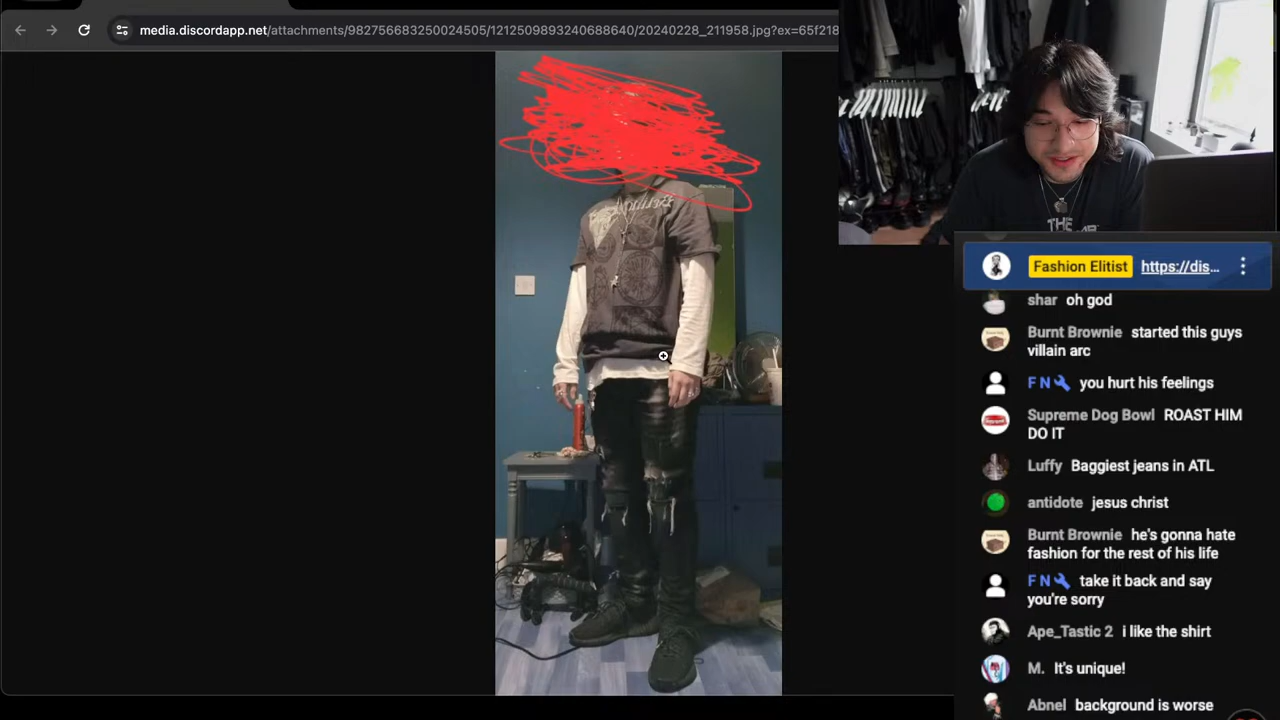 media.discordapp.net/attachments/982756683250024505/1212509893240688640/20240228_211958.jpg?ex=65f218
Fashion Elitist https://dis...
shar oh god
Burnt Brownie started this guys
villain arc
F N you hurt his feelings
Supreme Dog Bowl ROAST HIM
DO IT
Luffy Baggiest jeans in ATL
antidote jesus christ
Burnt Brownie he's gonna hate
fashion for the rest of his life
F N take it back and say
you're sorry
Ape_Tastic 2 i like the shirt
M. It's unique!
Abnel background is worse